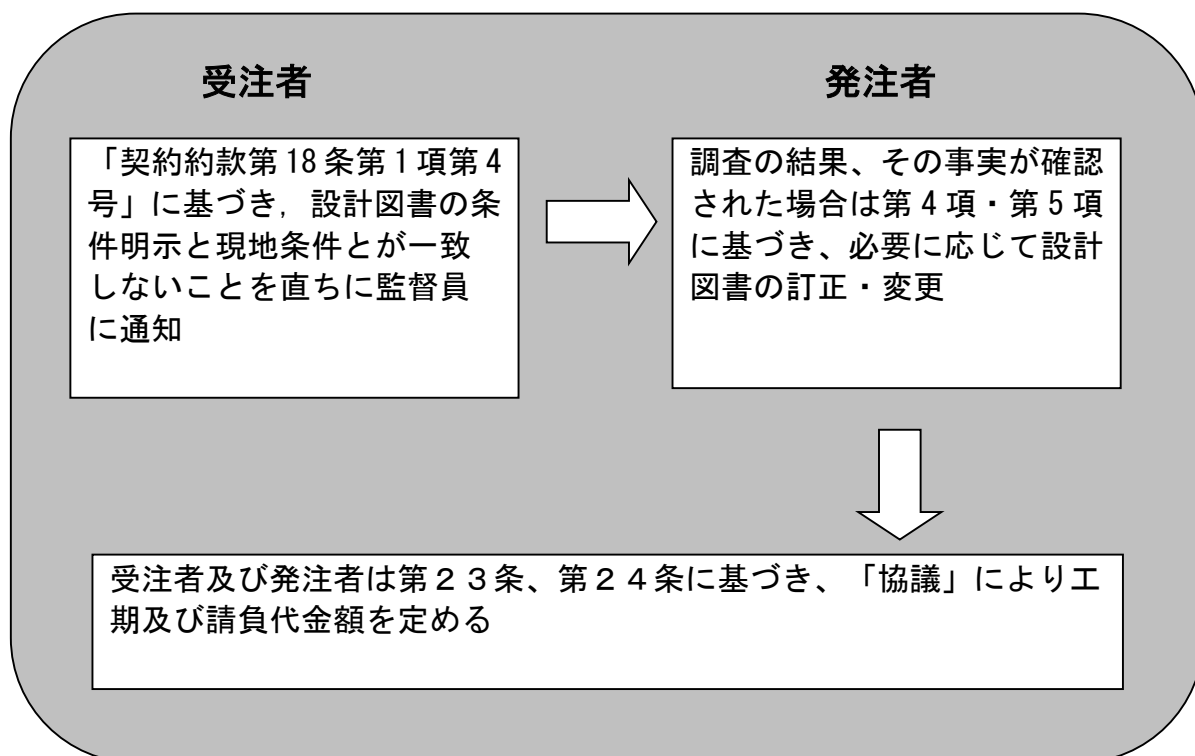 受注者
発注者
「契約約款第18条第1項第4
号」に基づき,設計図書の条
件明示と現地条件とが一致
しないことを直ちに監督員
に通知
調査の結果、その事実が確認
された場合は第4項・第5項
に基づき、必要に応じて設計
図書の訂正・変更
受注者及び発注者は第２３条、第２４条に基づき、「協議」により工
期及び請負代金額を定める